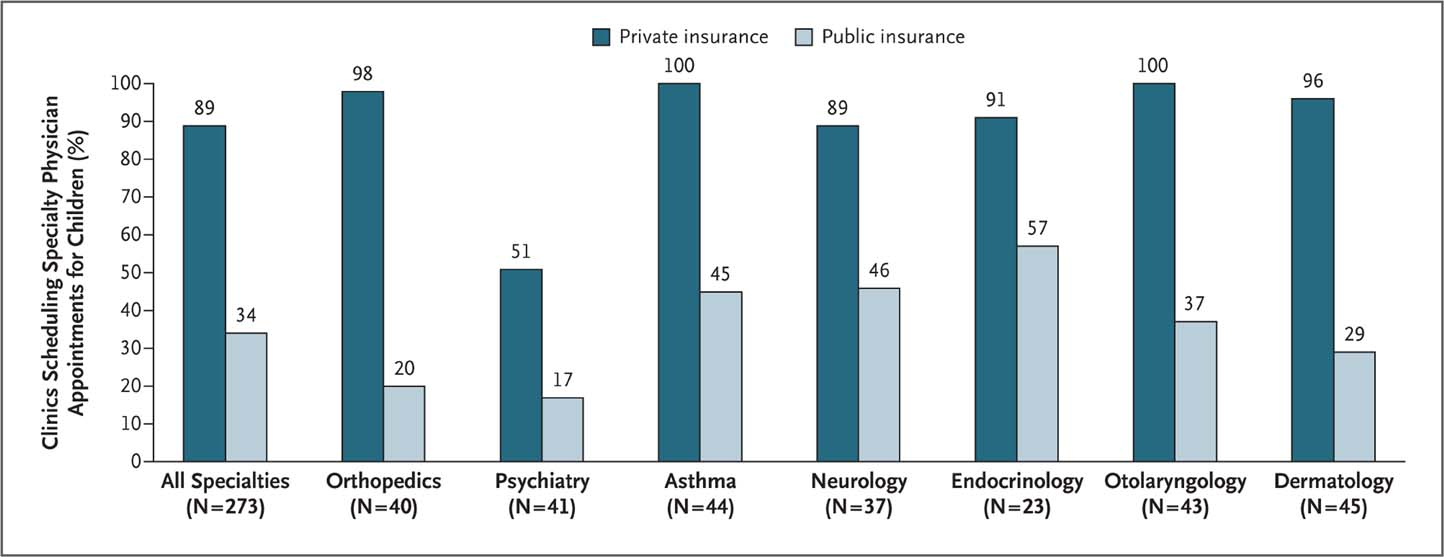 Private insurance
Public insurance
Clinics Scheduling Specialty Physician
Appointments for Children (%)
100
90
80
70
60
50
40
30
20
10
0
89
34
98
20
51
17
100
45
89
46
91
57
100
37
96
29
All Specialties
(N=273)
Orthopedics
(N=40)
Psychiatry
(N=41)
Asthma
(N=44)
Neurology
(N=37)
Endocrinology
(N=23)
Otolaryngology
(N=43)
Dermatology
(N=45)